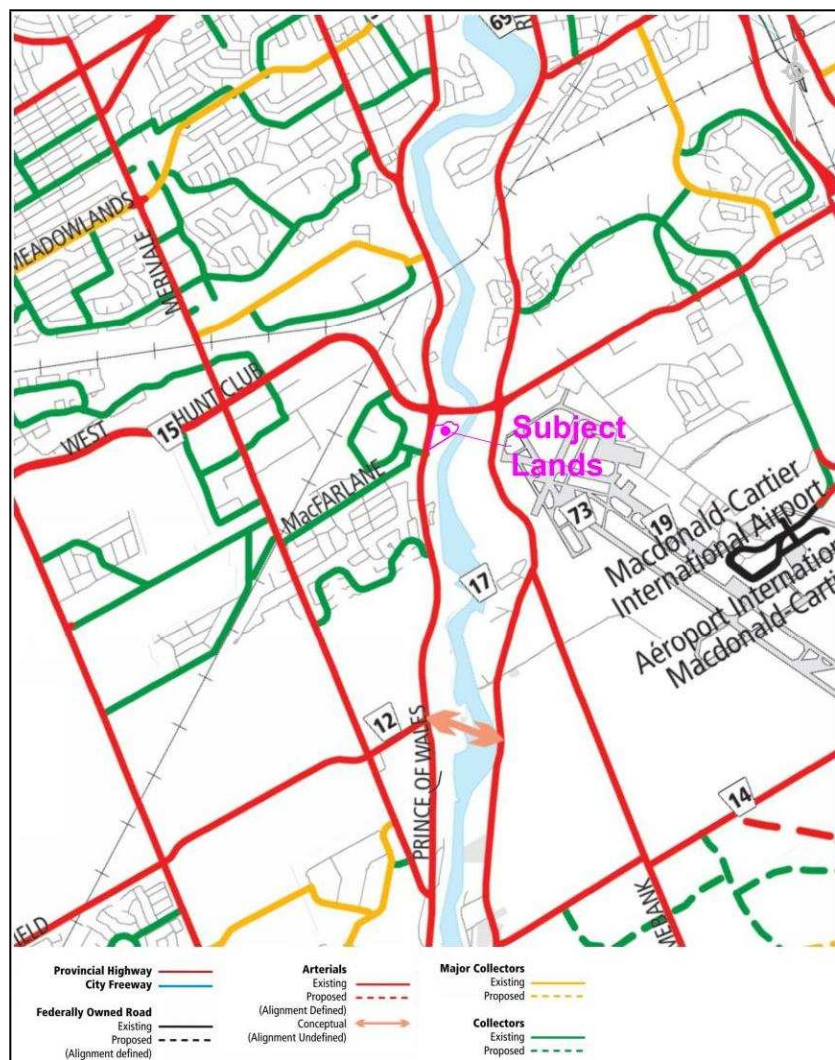 69
MEADOWLANDS
MERIVALE
WEST
15
HUNT CLUB
Subject
Lands
MacFARLANE
73
19
Macdonald-Cartier
International Airport
Aéroport Internation
Macdonald-Carti
17
12
PRINCE OF WALES
14
IELD
MEBANK
Provincial Highway
City Freeway
Federally Owned Road
Existing
Proposed
(Alignment defined)
Arterials
Existing
Proposed
(Alignment Defined)
Conceptual
(Alignment Undefined)
Major Collectors
Existing
Proposed
Collectors
Existing
Proposed